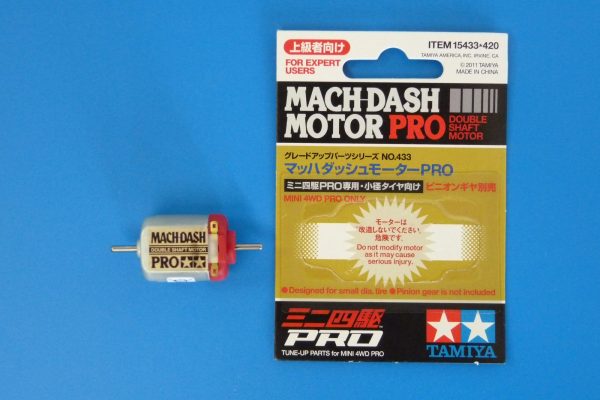 上級者向け
FOR EXPERT
USERS
ITEM 15433*420
TAMIYA AMERICA, INC. IRVINE, CA
© 2011 TAMIYA
MADE IN CHINA
MACH-DASH
MOTOR PRO
DOUBLE
SHAFT
MOTOR
グレードアップパーツシリーズ NO.433
マッハダッシュモーターPRO
ミニ四駆PRO専用・小径タイヤ向け
ピニオンギヤ別売
MINI 4WD PRO ONLY
モーターは
改造しないでください。
危険です。
Do not modify motor
as it may cause
serious injury.
● Designed for small dia. tire ● Pinion gear is not included
ミニ四駆
PRO
TUNE-UP PARTS for MINI 4WD PRO
TAMIYA
MACH-DASH
DOUBLE SHAFT MOTOR
PRO